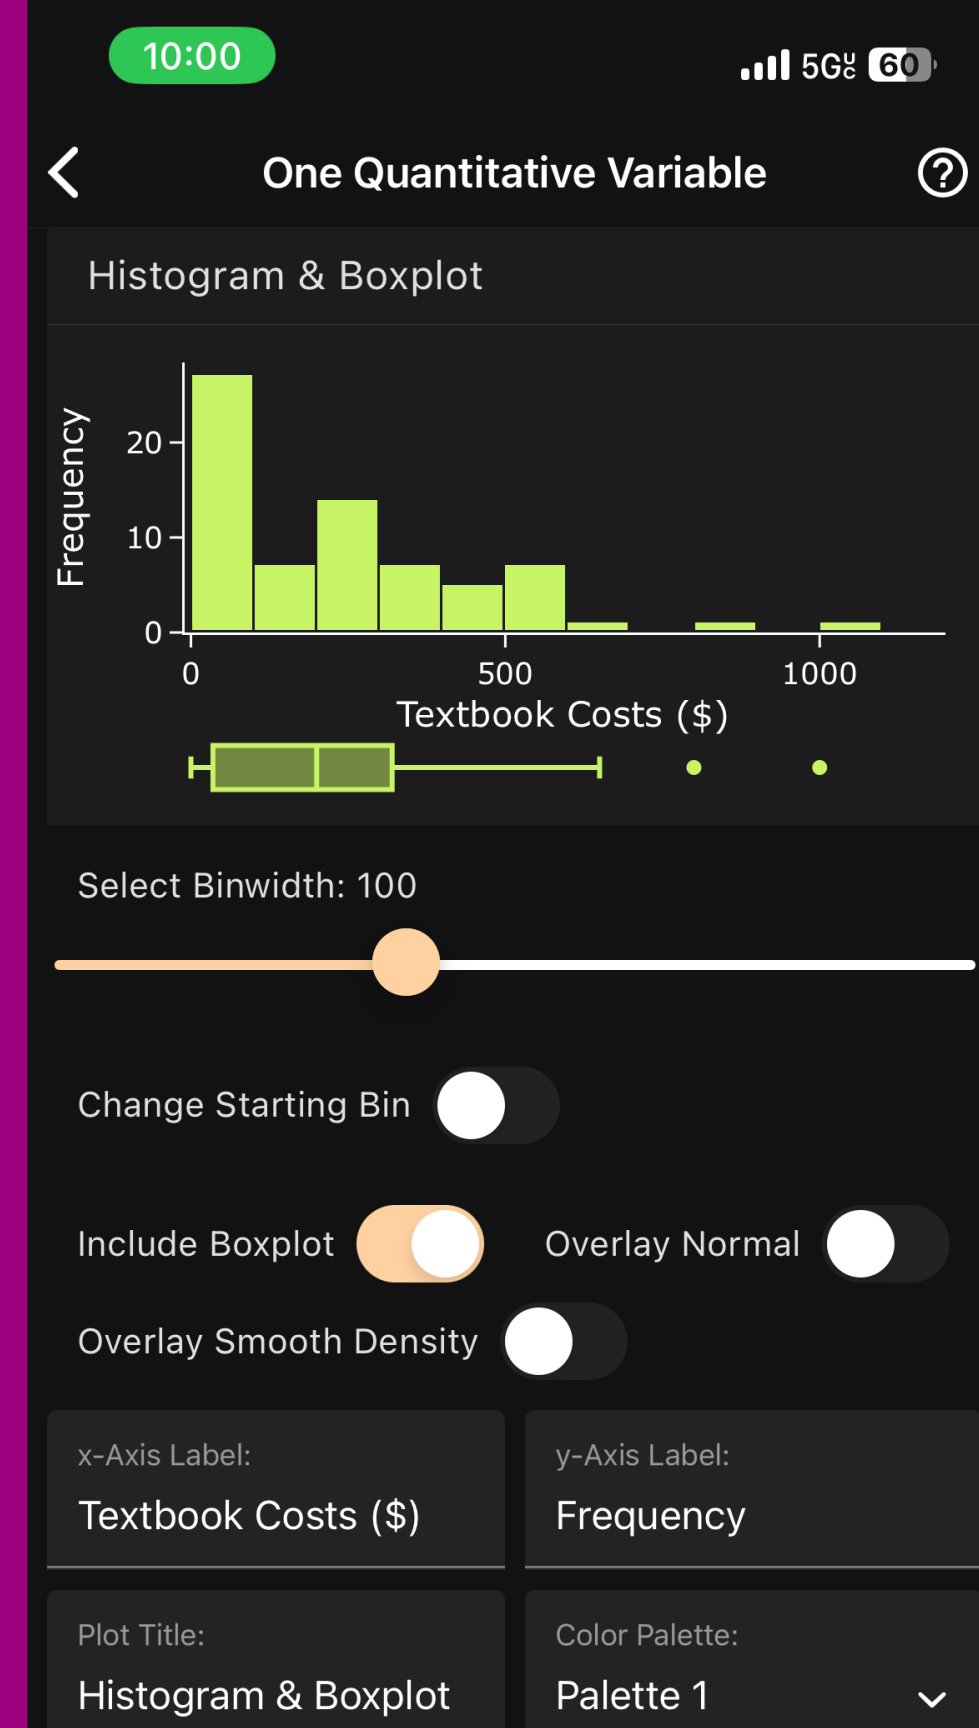 10:00
5GUC 60
One Quantitative Variable
?
Histogram & Boxplot
Frequency
20
10
0
0 500 1000
Textbook Costs ($)
Select Binwidth: 100
Change Starting Bin
Include Boxplot Overlay Normal
Overlay Smooth Density
x-Axis Label: y-Axis Label:
Textbook Costs ($) Frequency
Plot Title: Color Palette:
Histogram & Boxplot Palette 1